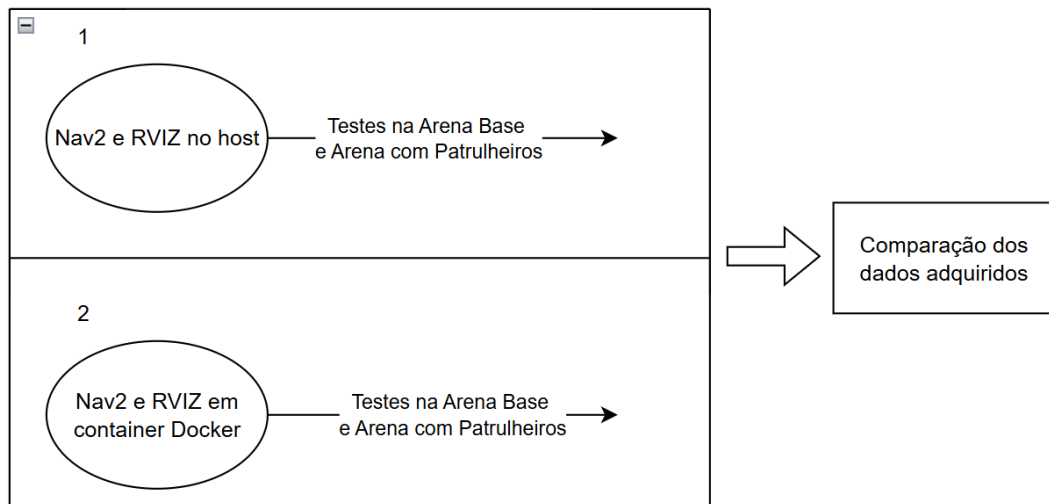 1
Nav2 e RVIZ no host
Testes na Arena Base
e Arena com Patrulheiros
2
Nav2 e RVIZ em
container Docker
Testes na Arena Base
e Arena com Patrulheiros
Comparação dos
dados adquiridos